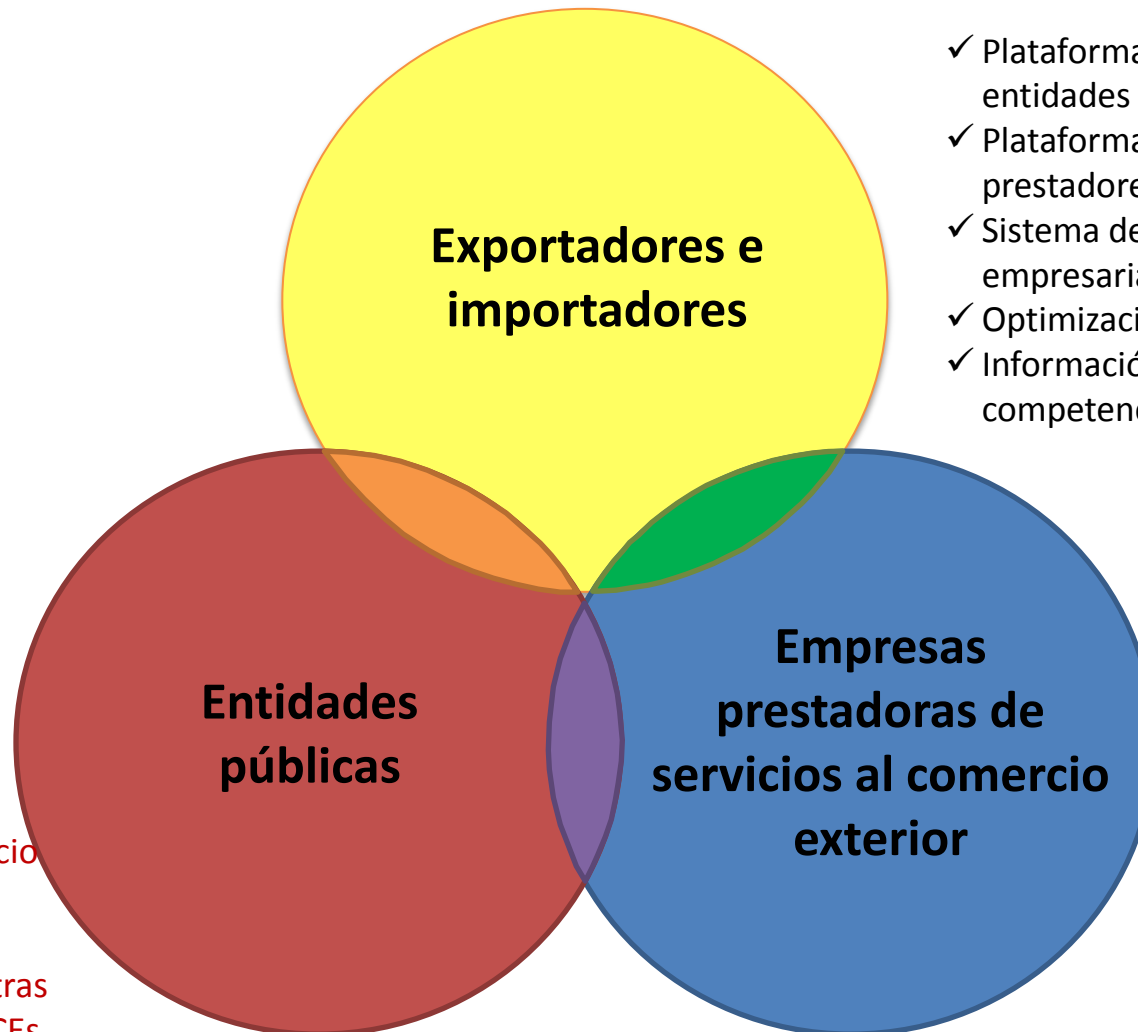 Exportadores e
importadores
✓ Plataforma
entidades
✓ Plataforma
prestadore
✓ Sistema de
empresaria
✓ Optimizaci
✓ Informació
competenc
Entidades
públicas
Empresas
prestadoras de
servicios al comercio
exterior
cio
tras
CEs